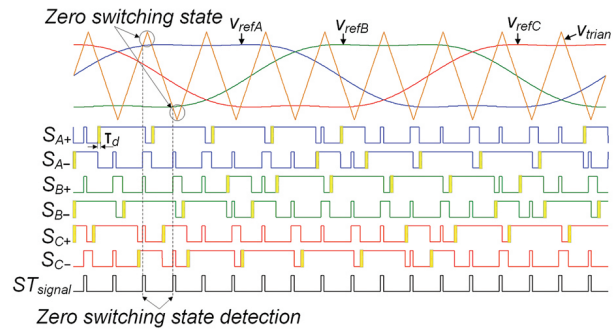 Zero switching state
v_refA
v_refB
v_refC
v_trian
S_A+
T_d
S_A−
S_B+
S_B−
S_C+
S_C−
ST_signal
Zero switching state detection